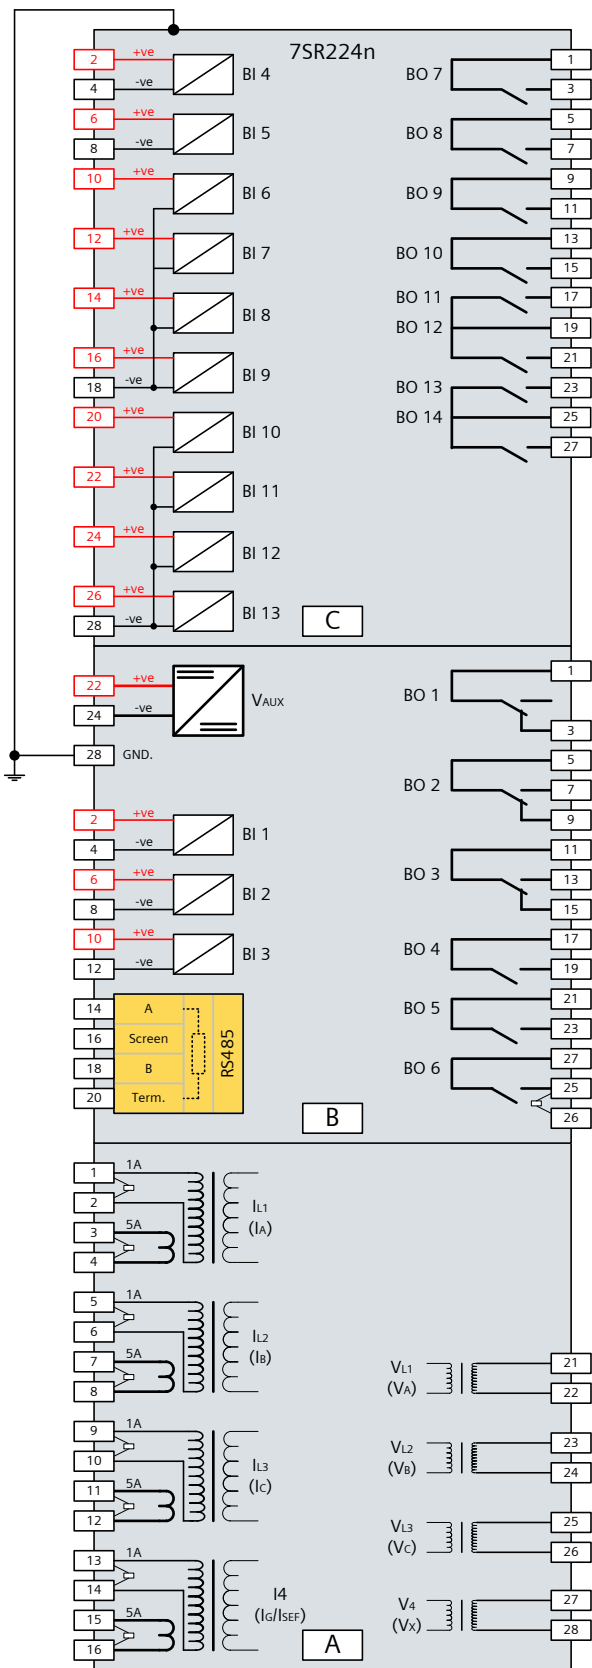 7SR224n
2 +ve BI 4 BO 7 1
4 -ve 3
6 +ve BI 5 BO 8 5
8 -ve 7
10 +ve BI 6 BO 9 9
11
12 +ve BI 7 BO 10 13
15
14 +ve BI 8 BO 11 17
BO 12 19
16 +ve BI 9 21
18 -ve BO 13 23
20 +ve BI 10 BO 14 25
27
22 +ve BI 11
24 +ve BI 12
26 +ve BI 13
28 -ve C
22 +ve VAUX BO 1 1
24 -ve 3
28 GND. BO 2 5
7
2 +ve BI 1 9
4 -ve BO 3 11
6 +ve BI 2 13
8 -ve 15
10 +ve BI 3 BO 4 17
12 -ve 19
14 A RS485 BO 5 21
16 Screen 23
18 B BO 6 27
20 Term. 25
B 26
1 1A IL1
2 (IA)
3 5A
4
5 1A IL2
6 (IB)
7 5A VL1 21
8 (VA) 22
9 1A IL3 VL2 23
10 (IC) (VB) 24
11 5A
12 VL3 25
13 1A (VC) 26
14 I4 V4 27
15 5A (IG/ISEF) (VX) 28
16 A